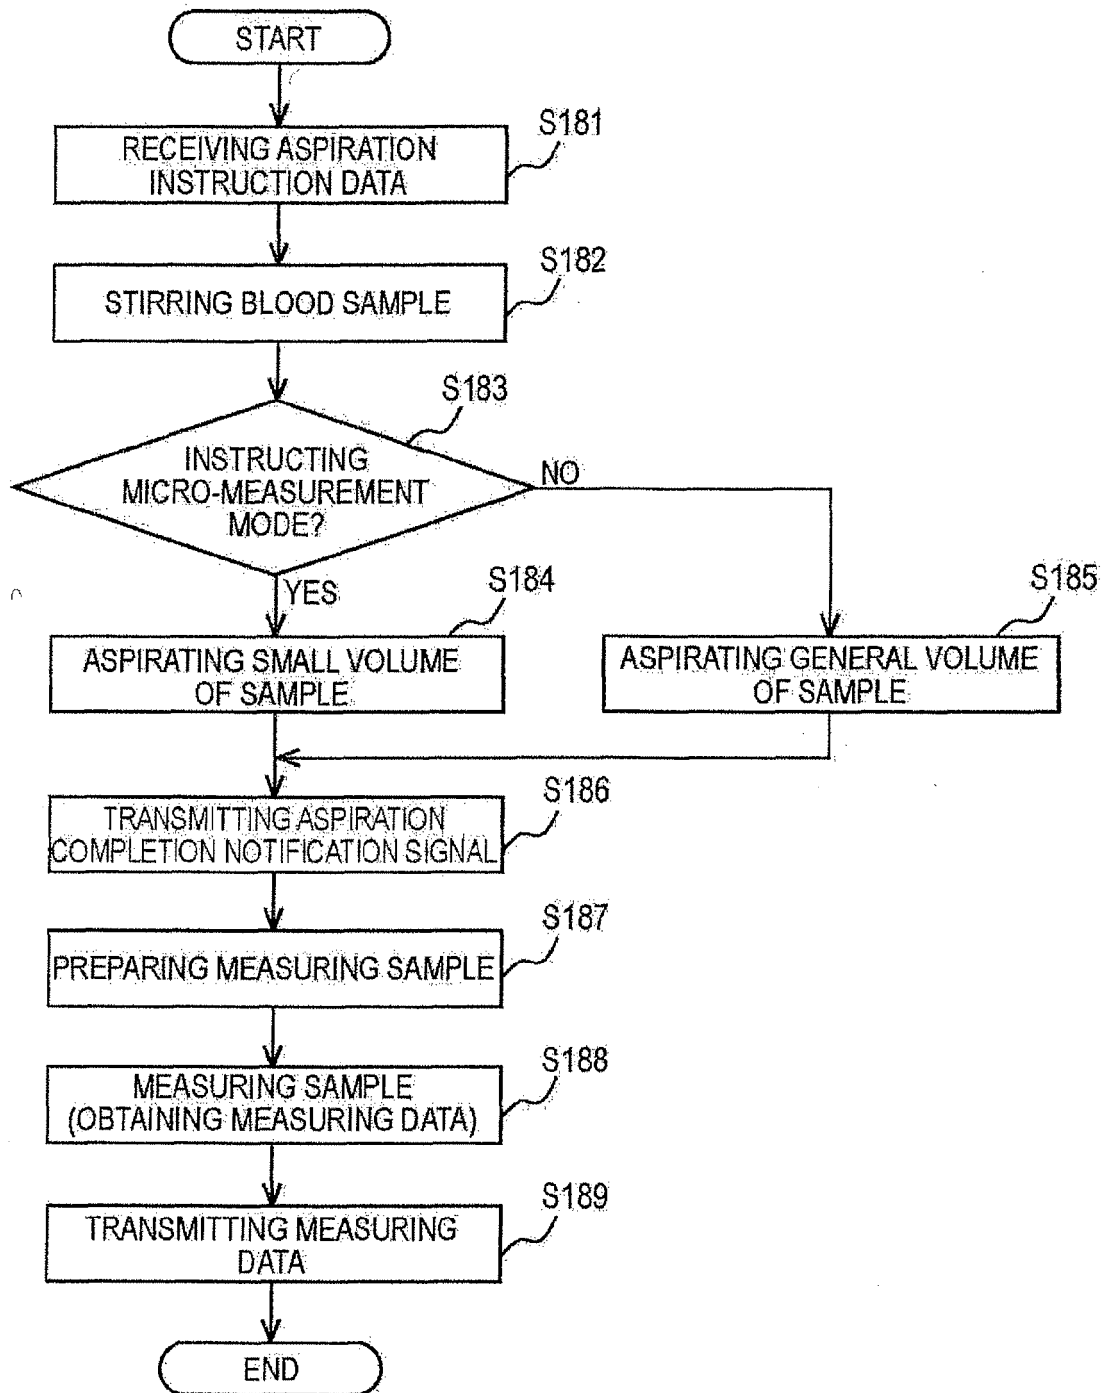 START
S181
RECEIVING ASPIRATION
INSTRUCTION DATA
S182
STIRRING BLOOD SAMPLE
S183
INSTRUCTING
MICRO-MEASUREMENT
MODE?
NO
YES
S184
ASPIRATING SMALL VOLUME
OF SAMPLE
S185
ASPIRATING GENERAL VOLUME
OF SAMPLE
S186
TRANSMITTING ASPIRATION
COMPLETION NOTIFICATION SIGNAL
S187
PREPARING MEASURING SAMPLE
S188
MEASURING SAMPLE
(OBTAINING MEASURING DATA)
S189
TRANSMITTING MEASURING
DATA
END